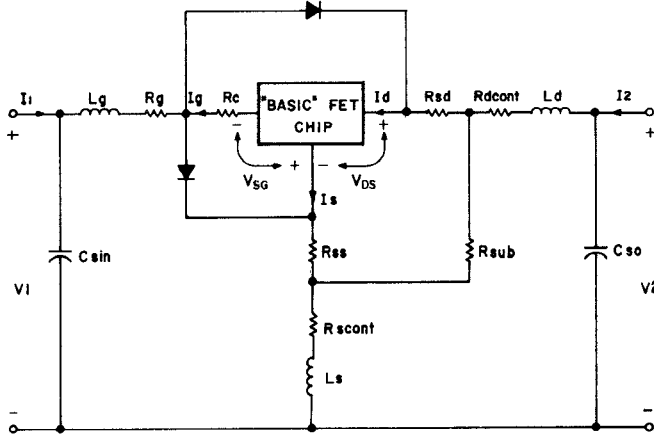 I1 Lg Rg Ig Rc "BASIC" FET CHIP Id Rsd Rdcont Ld I2
+ − + +
VSG + − VDS
Is
Csin Rss Rsub Cso
V1 V2
Rscont
Ls
− −